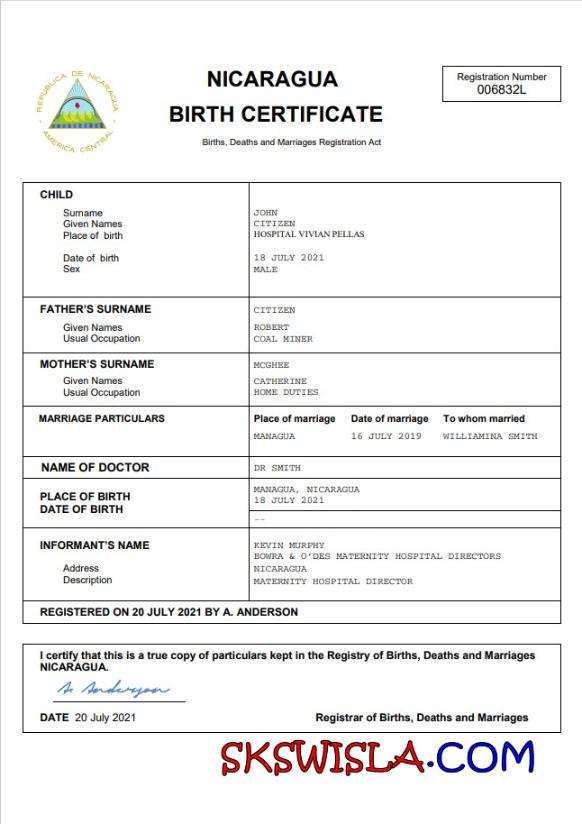 REPUBLICA DE NICARAGUA
AMERICA CENTRAL
NICARAGUA
BIRTH CERTIFICATE
Births, Deaths and Marriages Registration Act
Registration Number
006832L
CHILD
Surname JOHN
Given Names CITIZEN
Place of birth HOSPITAL VIVIAN PELLAS
Date of birth 18 JULY 2021
Sex MALE
FATHER'S SURNAME CITIZEN
Given Names ROBERT
Usual Occupation COAL MINER
MOTHER'S SURNAME MCGHEE
Given Names CATHERINE
Usual Occupation HOME DUTIES
MARRIAGE PARTICULARS Place of marriage Date of marriage To whom married
MANAGUA 16 JULY 2019 WILLIAMINA SMITH
NAME OF DOCTOR DR SMITH
PLACE OF BIRTH MANAGUA, NICARAGUA
DATE OF BIRTH 18 JULY 2021
--
INFORMANT'S NAME KEVIN MURPHY
BOWRA & O'DES MATERNITY HOSPITAL DIRECTORS
Address NICARAGUA
Description MATERNITY HOSPITAL DIRECTOR
REGISTERED ON 20 JULY 2021 BY A. ANDERSON
I certify that this is a true copy of particulars kept in the Registry of Births, Deaths and Marriages
NICARAGUA.
A. Anderson
DATE 20 July 2021 Registrar of Births, Deaths and Marriages
SKSWISLA.COM